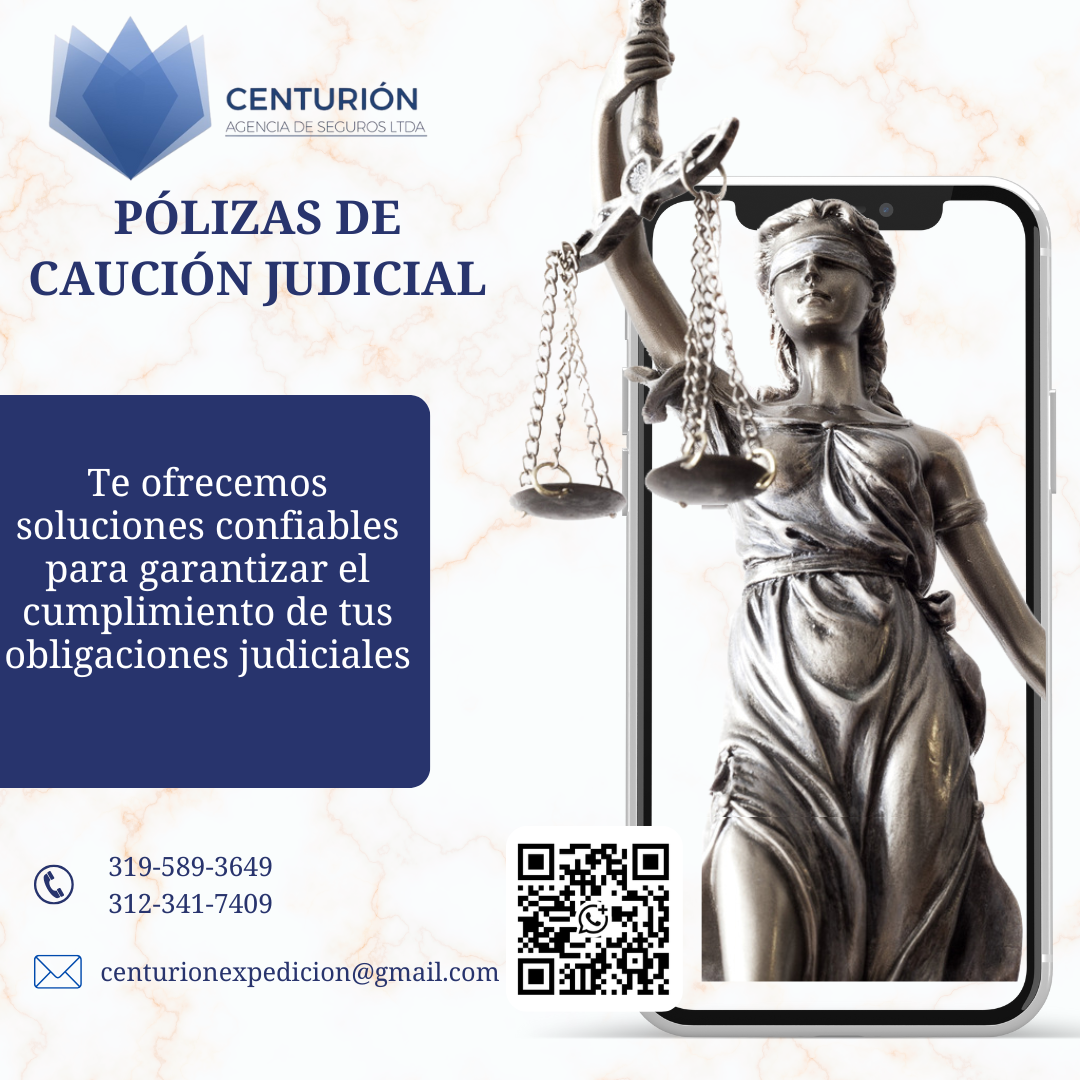 CENTURIÓN
AGENCIA DE SEGUROS LTDA
PÓLIZAS DE
CAUCIÓN JUDICIAL
Te ofrecemos
soluciones confiables
para garantizar el
cumplimiento de tus
obligaciones judiciales
319-589-3649
312-341-7409
centurionexpedicion@gmail.com